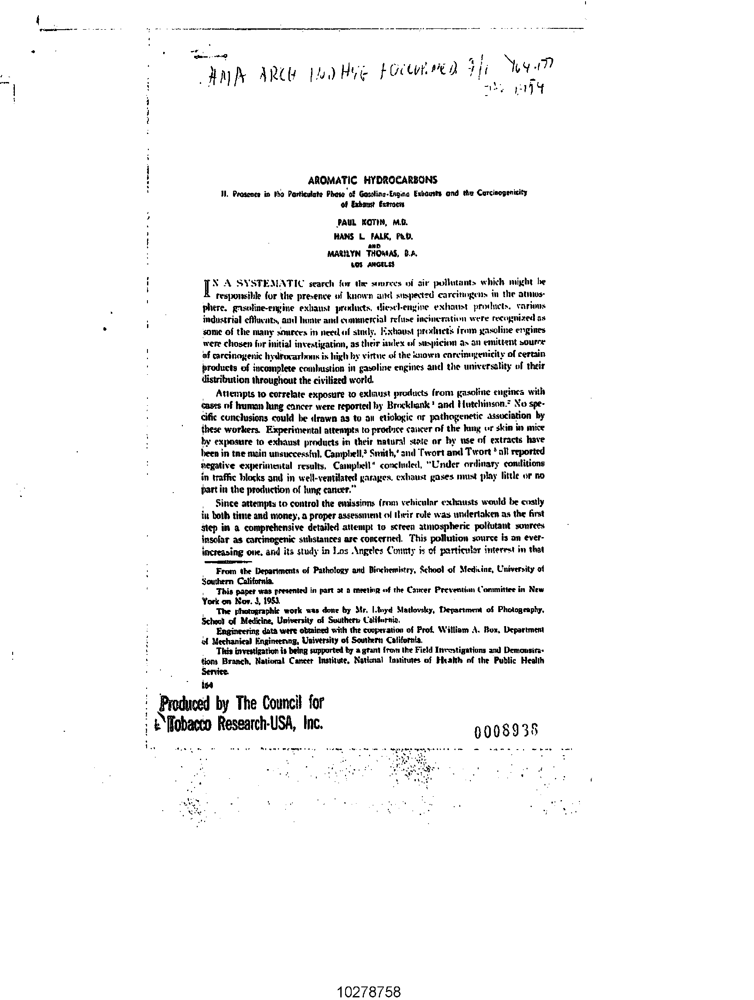 AMA ARCH IND HYG
AROMATIC HYDROCARBONS
II. Presence in the Particulate Phase of Gasoline-Engine Exhausts and the Carcinogenicity
of Exhaust Extracts
PAUL KOTIN, M.D.
HANS L. FALK, Ph.D.
AND
MARILYN THOMAS, B.A.
LOS ANGELES
IN A SYSTEMATIC search for the sources of air pollutants which might be
responsible for the presence of known and suspected carcinogens in the atmos-
phere, gasoline-engine exhaust products, diesel-engine exhaust products, various
industrial effluents, and home and commercial refuse incineration were recognized as
some of the many sources in need of study. Exhaust products from gasoline engines
were chosen for initial investigation, as their index of suspicion as an emittent source
of carcinogenic hydrocarbons is high by virtue of the known carcinogenicity of certain
products of incomplete combustion in gasoline engines and the universality of their
distribution throughout the civilized world.
Attempts to correlate exposure to exhaust products from gasoline engines with
cases of human lung cancer were reported by Brockbank¹ and Hutchinson.² No spe-
cific conclusions could be drawn as to an etiologic or pathogenetic association by
these workers. Experimental attempts to produce cancer of the lung or skin in mice
by exposure to exhaust products in their natural state or by use of extracts have
been in the main unsuccessful. Campbell,³ Smith,⁴ and Twort and Twort⁵ all reported
negative experimental results. Campbell⁶ concluded, "Under ordinary conditions
in traffic blocks and in well-ventilated garages, exhaust gases must play little or no
part in the production of lung cancer."
Since attempts to control the emissions from vehicular exhausts would be costly
in both time and money, a proper assessment of their role was undertaken as the first
step in a comprehensive detailed attempt to screen atmospheric pollutant sources
insofar as carcinogenic substances are concerned. This pollution source is an ever-
increasing one, and its study in Los Angeles County is of particular interest in that
From the Departments of Pathology and Biochemistry, School of Medicine, University of
Southern California.
This paper was presented in part at a meeting of the Cancer Prevention Committee in New
York on Nov. 3, 1953.
The photographic work was done by Mr. Lloyd Matlovsky, Department of Photography,
School of Medicine, University of Southern California.
Engineering data were obtained with the cooperation of Prof. William A. Box, Department
of Mechanical Engineering, University of Southern California.
This investigation is being supported by a grant from the Field Investigations and Demonstra-
tions Branch, National Cancer Institute, National Institutes of Health of the Public Health
Service.
164
Produced by The Council for
Tobacco Research-USA, Inc.
0008935
10278758